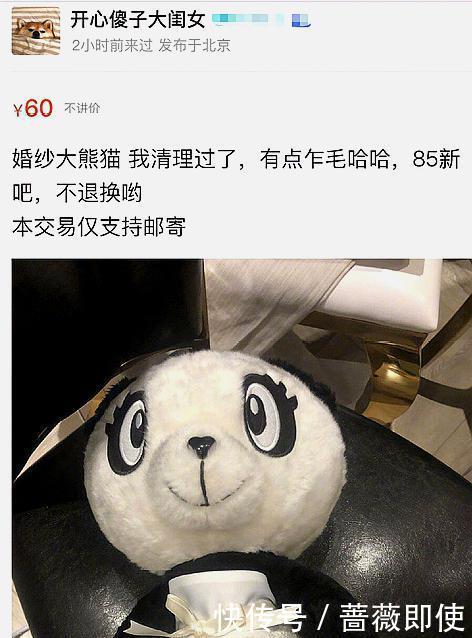 开心傻子大闺女
2小时前来过 发布于北京
¥60 不讲价
婚纱大熊猫 我清理过了，有点乍毛哈哈，85新
吧，不退换哟
本交易仅支持邮寄
快传号 / 蔷薇即使